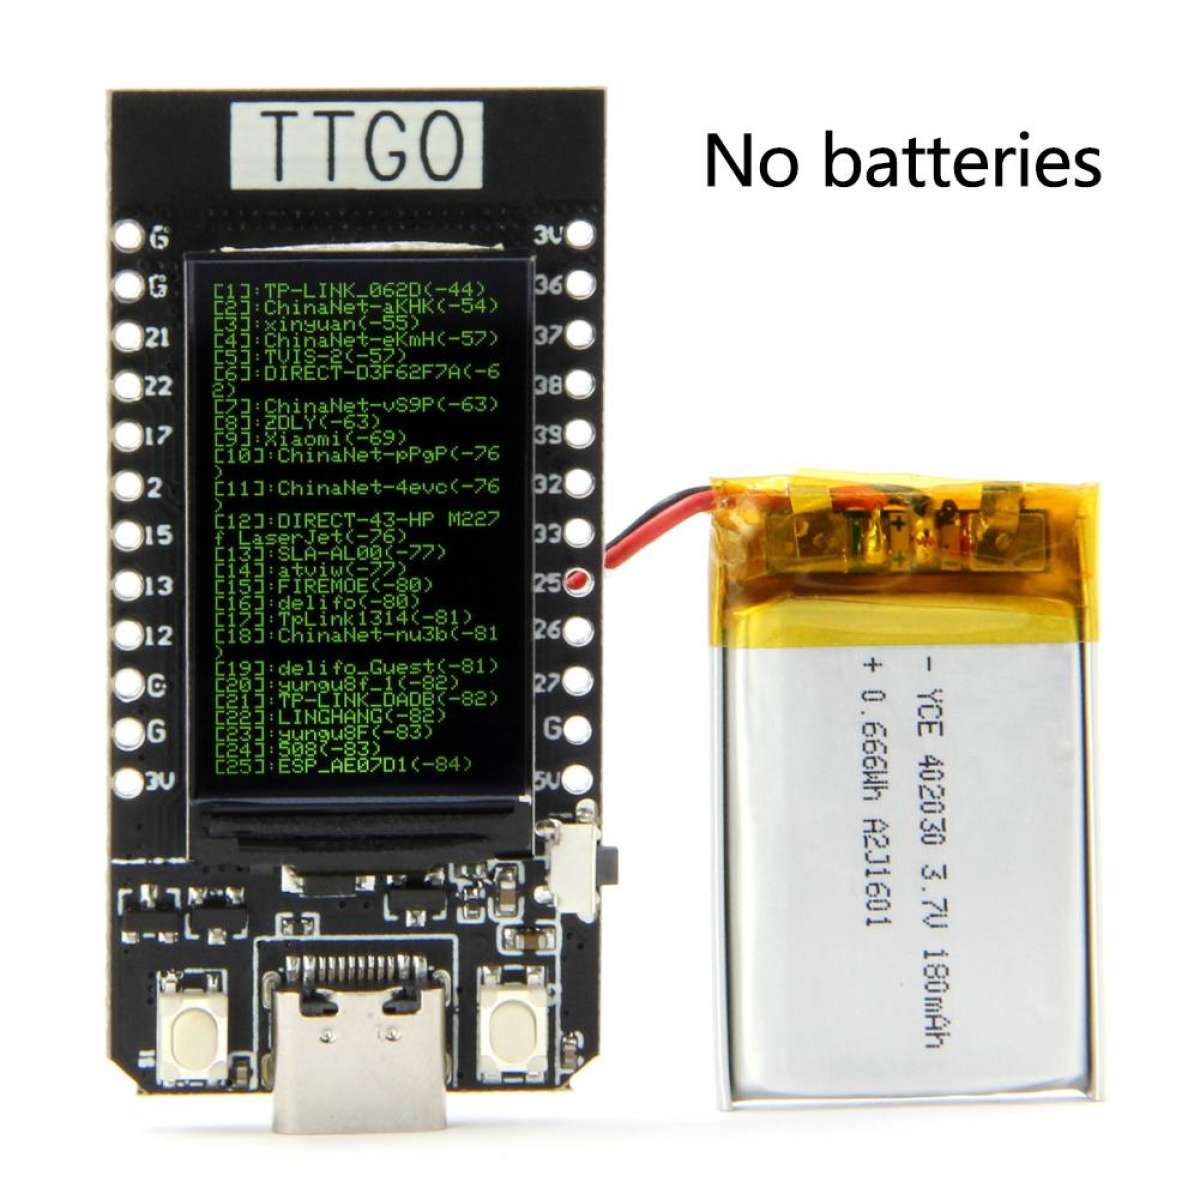 TTGO
No batteries
G
G
21
22
17
2
15
13
12
G
G
3V
[1]:TP-LINK_062D(-44)
[2]:ChinaNet-aKHK(-54)
[3]:xinyuan(-55)
[4]:ChinaNet-eKmH(-57)
[5]:TVIS-2(-57)
[6]:DIRECT-D3F62F7A(-6
2)
[7]:ChinaNet-vS9P(-63)
[8]:ZDLY(-63)
[9]:Xiaomi(-69)
[10]:ChinaNet-pPgP(-76
)
[11]:ChinaNet-4evc(-76
)
[12]:DIRECT-43-HP M227
f LaserJet(-76)
[13]:SLA-AL00(-77)
[14]:atviw(-77)
[15]:FIREMOE(-80)
[16]:delifo(-80)
[17]:TpLink1314(-81)
[18]:ChinaNet-nu3b(-81
)
[19]:delifo_Guest(-81)
[20]:yungu8f-1(-82)
[21]:TP-LINK_DADB(-82)
[22]:LINGHANG(-82)
[23]:yungu8F(-83)
[24]:508(-83)
[25]:ESP_AE07D1(-84)
3V
36
37
38
39
32
33
25
26
27
G
5V
- YCE 402030 3.7V 180mAh
+ 0.666Wh A2J1601